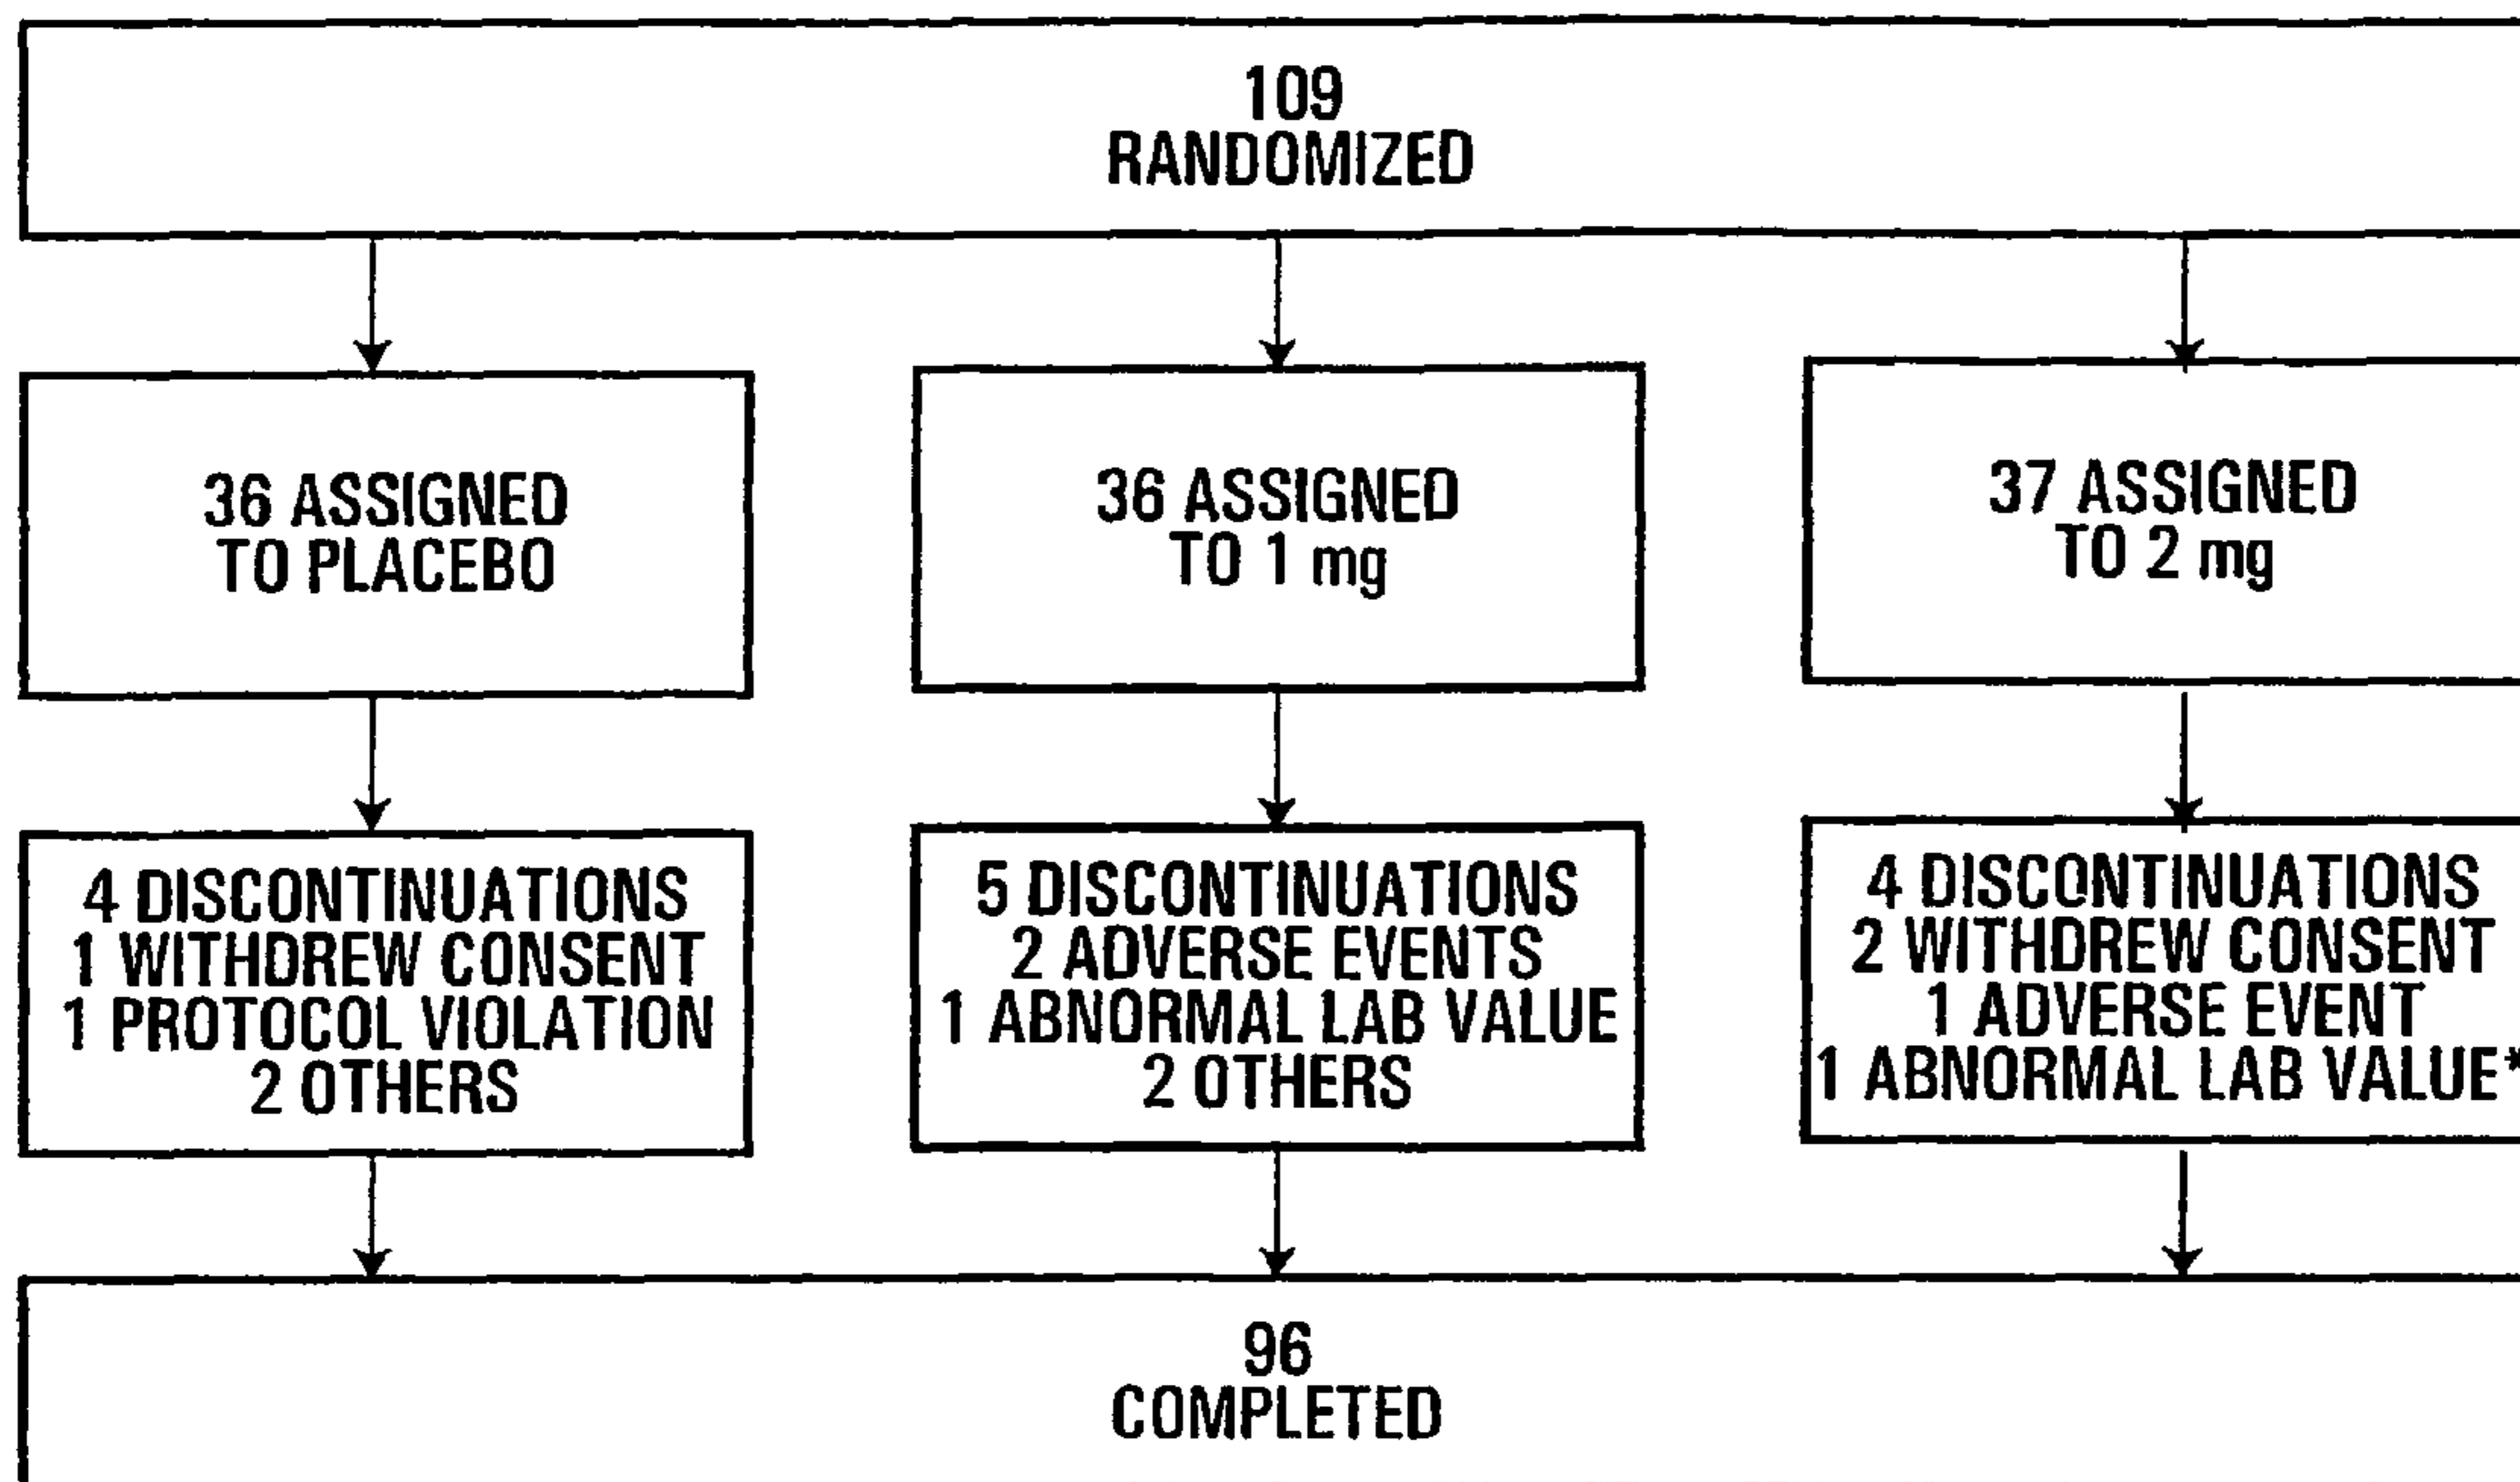 109
RANDOMIZED
36 ASSIGNED
TO PLACEBO
36 ASSIGNED
TO 1 mg
37 ASSIGNED
TO 2 mg
4 DISCONTINUATIONS
1 WITHDREW CONSENT
1 PROTOCOL VIOLATION
2 OTHERS
5 DISCONTINUATIONS
2 ADVERSE EVENTS
1 ABNORMAL LAB VALUE
2 OTHERS
4 DISCONTINUATIONS
2 WITHDREW CONSENT
1 ADVERSE EVENT
1 ABNORMAL LAB VALUE*
96
COMPLETED